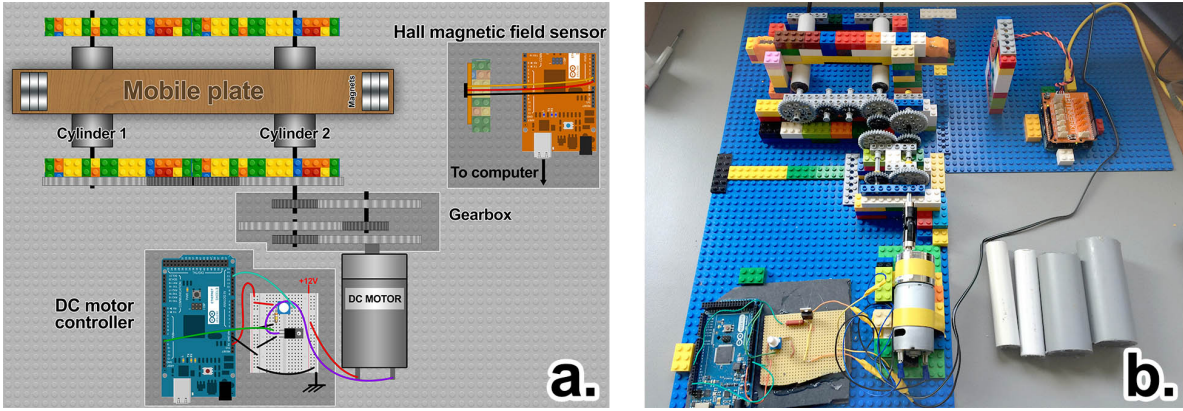 Hall magnetic field sensor
Mobile plate
Magnets
Cylinder 1
Cylinder 2
To computer
Gearbox
+12V
DC motor
controller
DC MOTOR
a.
b.